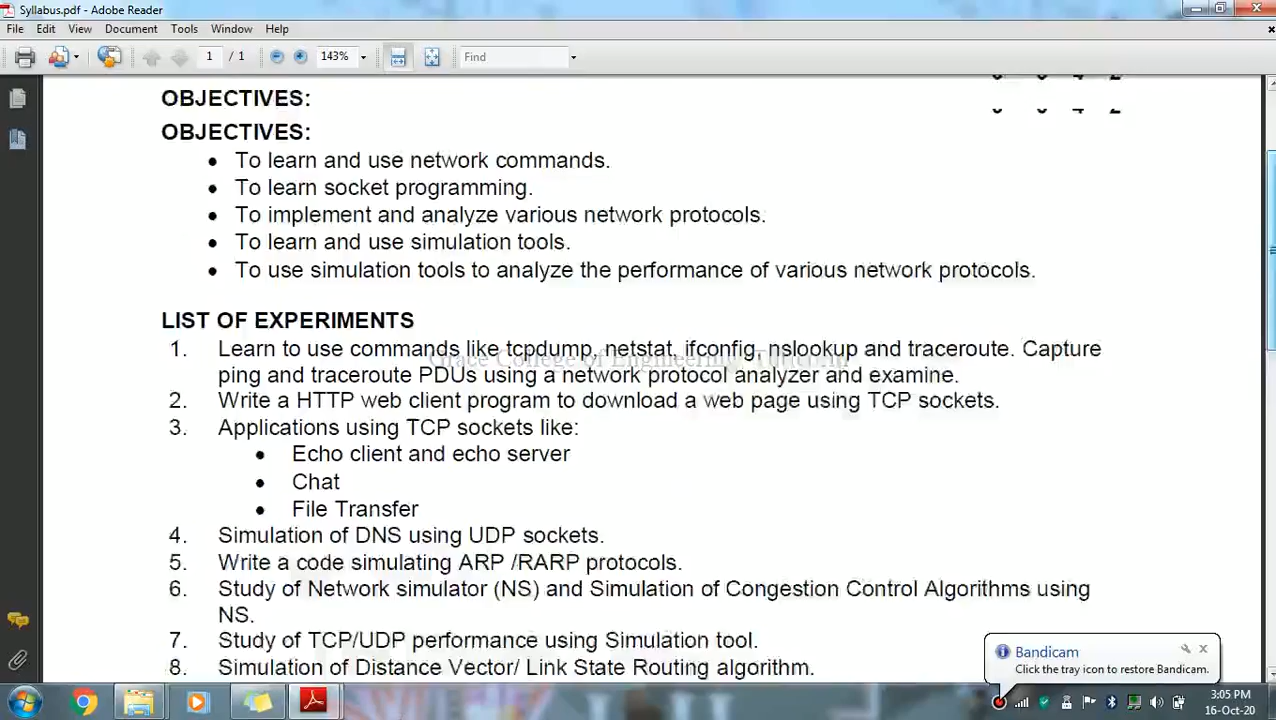 Syllabus.pdf - Adobe Reader
File Edit View Document Tools Window Help
1 / 1 143% Find
OBJECTIVES:
OBJECTIVES:
• To learn and use network commands.
• To learn socket programming.
• To implement and analyze various network protocols.
• To learn and use simulation tools.
• To use simulation tools to analyze the performance of various network protocols.
LIST OF EXPERIMENTS
1. Learn to use commands like tcpdump, netstat, ifconfig, nslookup and traceroute. Capture
Grace College of Engineering,
ping and traceroute PDUs using a network protocol analyzer and examine.
2. Write a HTTP web client program to download a web page using TCP sockets.
3. Applications using TCP sockets like:
• Echo client and echo server
• Chat
• File Transfer
4. Simulation of DNS using UDP sockets.
5. Write a code simulating ARP /RARP protocols.
6. Study of Network simulator (NS) and Simulation of Congestion Control Algorithms using
NS.
7. Study of TCP/UDP performance using Simulation tool.
8. Simulation of Distance Vector/ Link State Routing algorithm.
Bandicam
Click the tray icon to restore Bandicam.
3:05 PM
16-Oct-20